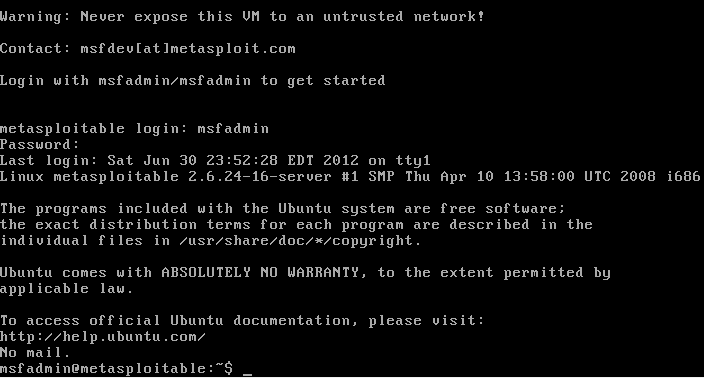 Warning: Never expose this VM to an untrusted network!
Contact: msfdev[at]metasploit.com
Login with msfadmin/msfadmin to get started
metasploitable login: msfadmin
Password:
Last login: Sat Jun 30 23:52:28 EDT 2012 on tty1
Linux metasploitable 2.6.24-16-server #1 SMP Thu Apr 10 13:58:00 UTC 2008 i686
The programs included with the Ubuntu system are free software;
the exact distribution terms for each program are described in the
individual files in /usr/share/doc/*/copyright.
Ubuntu comes with ABSOLUTELY NO WARRANTY, to the extent permitted by
applicable law.
To access official Ubuntu documentation, please visit:
http://help.ubuntu.com/
No mail.
msfadmin@metasploitable:~$ _